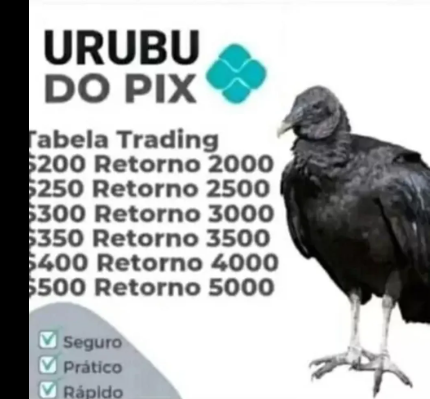 URUBU
DO PIX
Tabela Trading
$200 Retorno 2000
$250 Retorno 2500
$300 Retorno 3000
$350 Retorno 3500
$400 Retorno 4000
$500 Retorno 5000
Seguro
Prático
Rápido